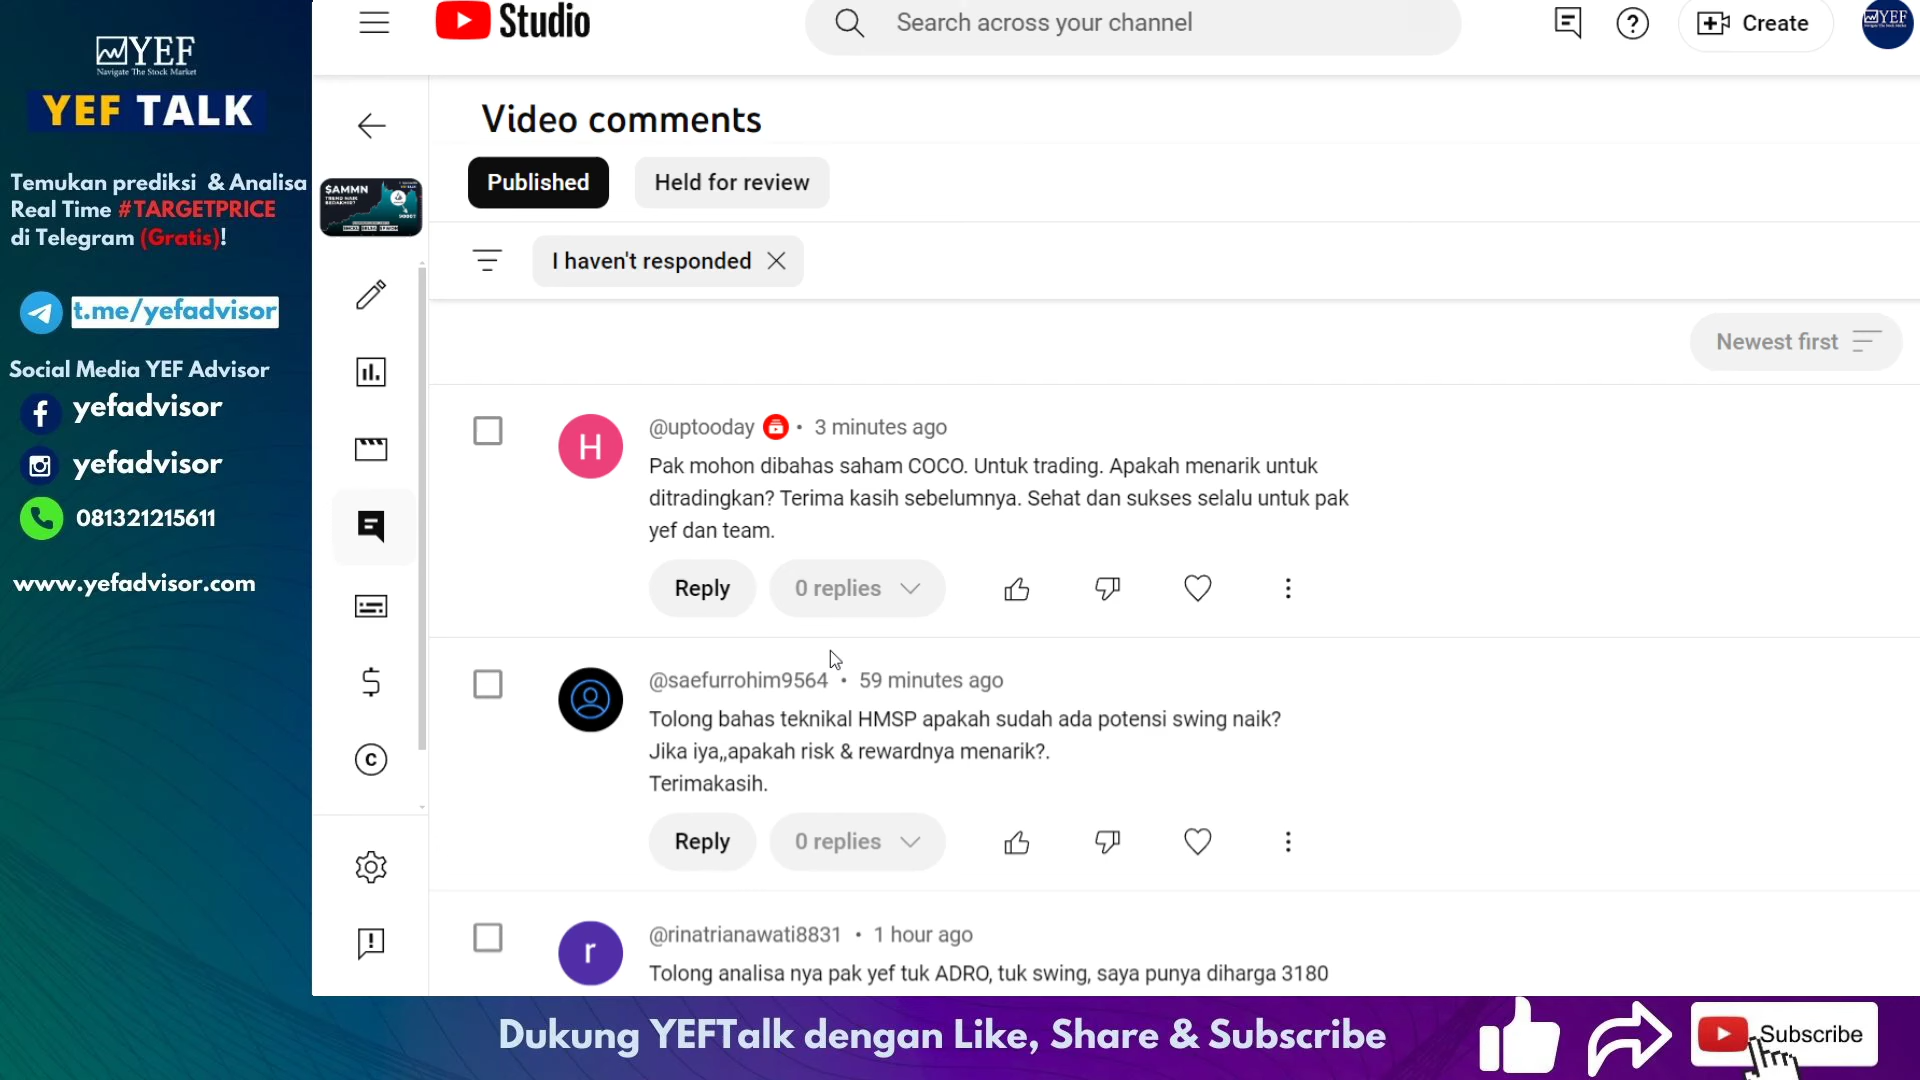 YEF
Navigate The Stock Market
YEF TALK
Temukan prediksi & Analisa
Real Time #TARGETPRICE
di Telegram (Gratis)!
t.me/yefadvisor
Social Media YEF Advisor
yefadvisor
yefadvisor
081321215611
www.yefadvisor.com
Studio
Search across your channel
Create
YEF
$AMMN
Video comments
Published
Held for review
I haven't responded
Newest first
H
@uptooday • 3 minutes ago
Pak mohon dibahas saham COCO. Untuk trading. Apakah menarik untuk
ditradingkan? Terima kasih sebelumnya. Sehat dan sukses selalu untuk pak
yef dan team.
Reply
0 replies
@saefurrohim9564 • 59 minutes ago
Tolong bahas teknikal HMSP apakah sudah ada potensi swing naik?
Jika iya,,apakah risk & rewardnya menarik?.
Terimakasih.
Reply
0 replies
r
@rinatrianawati8831 • 1 hour ago
Tolong analisa nya pak yef tuk ADRO, tuk swing, saya punya diharga 3180
Dukung YEFTalk dengan Like, Share & Subscribe
Subscribe